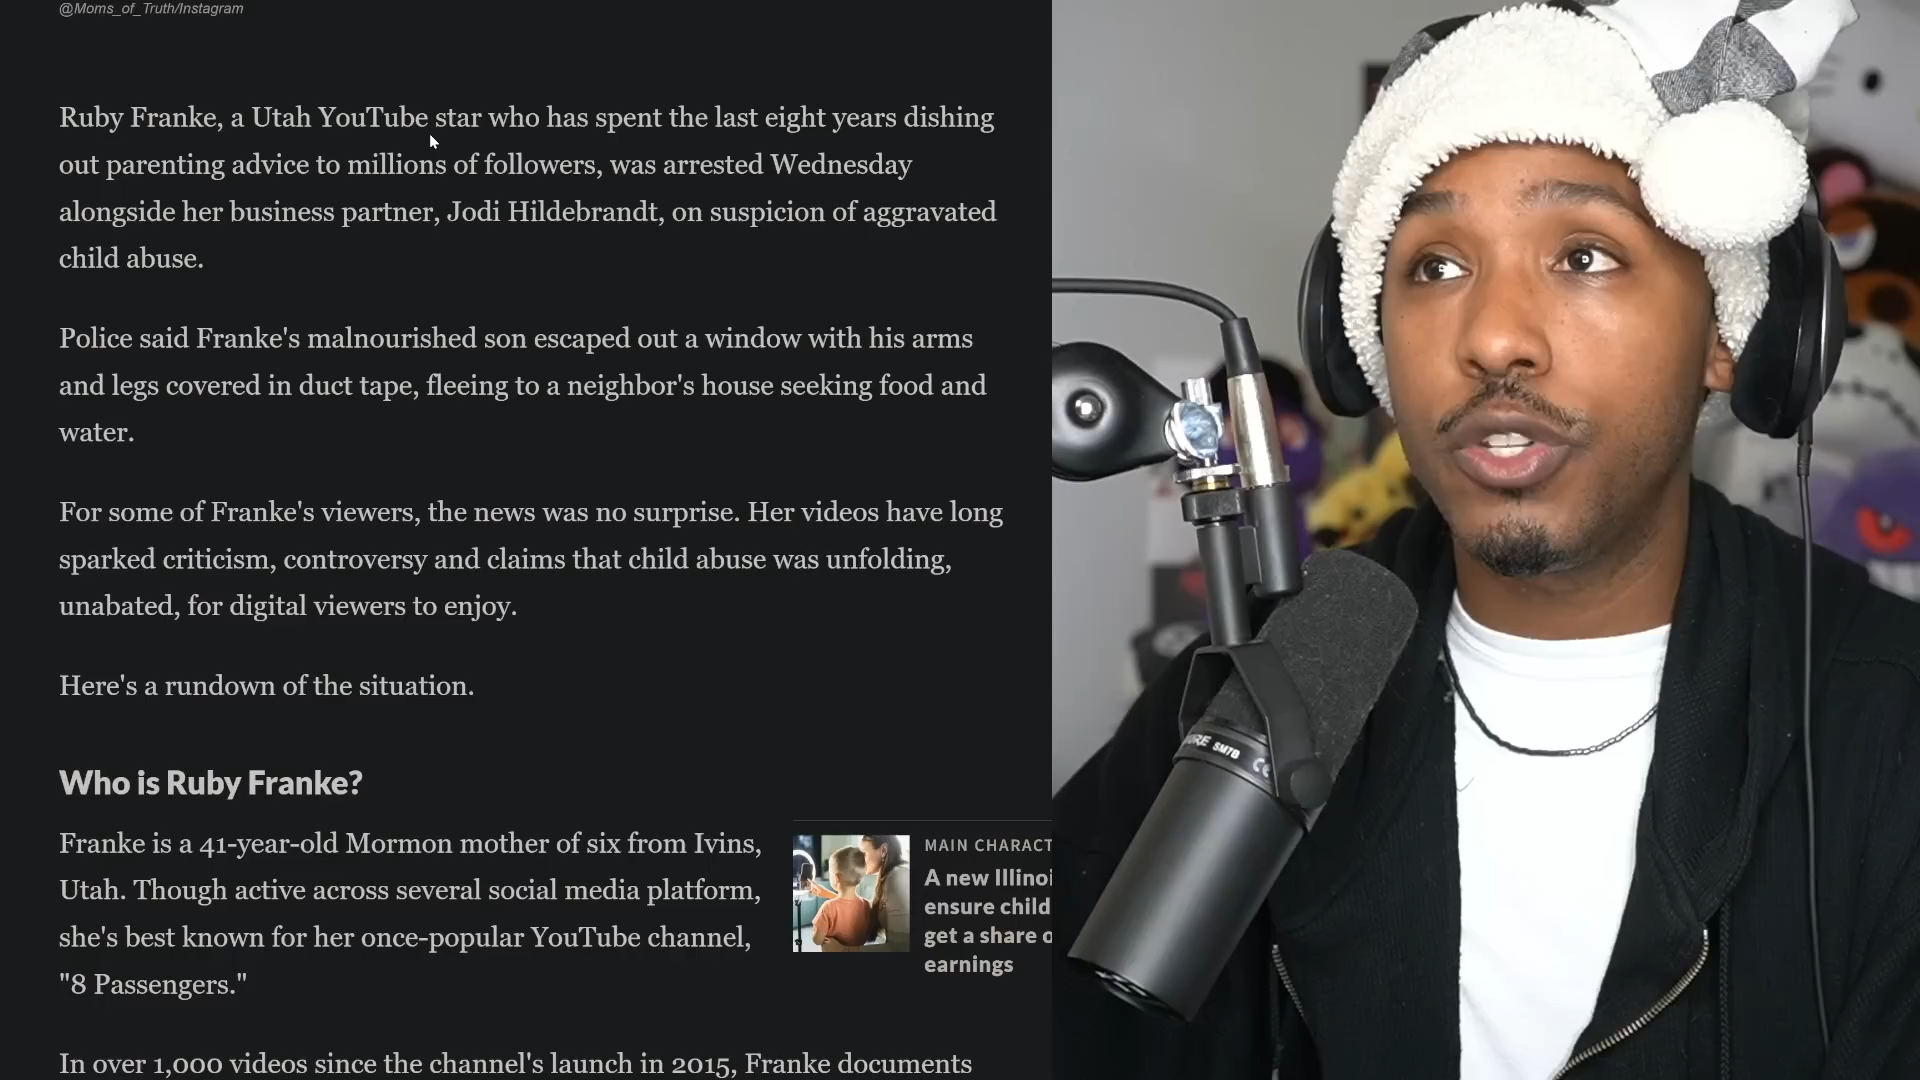 @Moms_of_Truth/Instagram
Ruby Franke, a Utah YouTube star who has spent the last eight years dishing
out parenting advice to millions of followers, was arrested Wednesday
alongside her business partner, Jodi Hildebrandt, on suspicion of aggravated
child abuse.
Police said Franke's malnourished son escaped out a window with his arms
and legs covered in duct tape, fleeing to a neighbor's house seeking food and
water.
For some of Franke's viewers, the news was no surprise. Her videos have long
sparked criticism, controversy and claims that child abuse was unfolding,
unabated, for digital viewers to enjoy.
Here's a rundown of the situation.
Who is Ruby Franke?
Franke is a 41-year-old Mormon mother of six from Ivins,
Utah. Though active across several social media platform,
she's best known for her once-popular YouTube channel,
"8 Passengers."
In over 1,000 videos since the channel's launch in 2015, Franke documents
MAIN CHARACT
A new Illinoi
ensure child
get a share o
earnings
SM7B